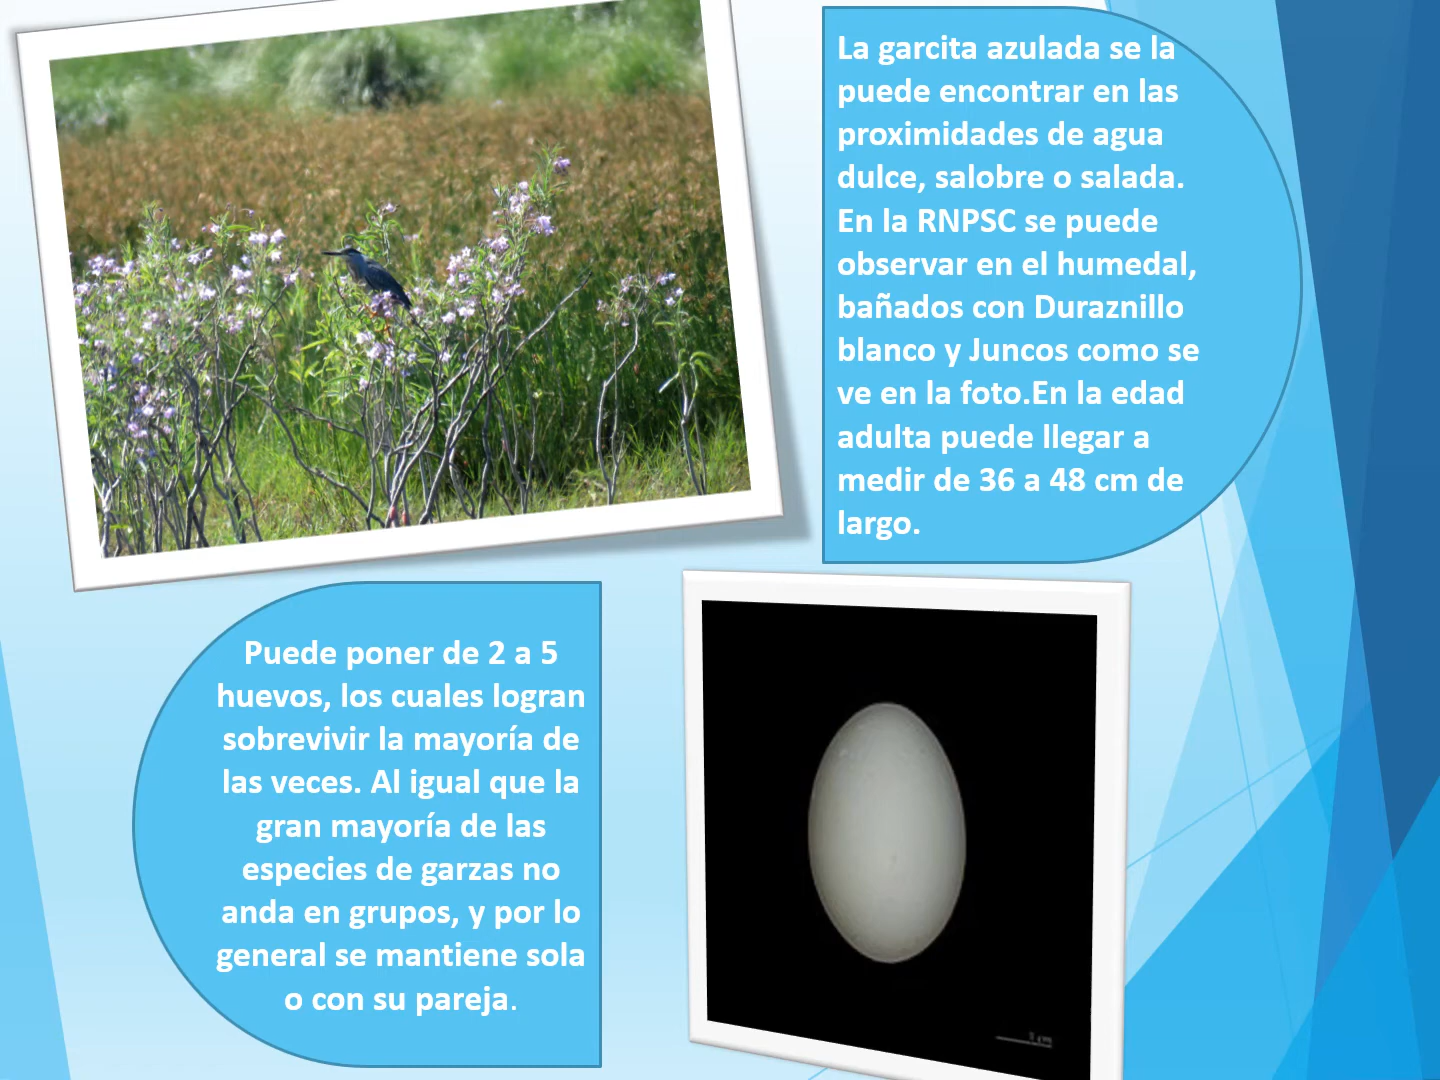 La garcita azulada se la
puede encontrar en las
proximidades de agua
dulce, salobre o salada.
En la RNPSC se puede
observar en el humedal,
bañados con Duraznillo
blanco y Juncos como se
ve en la foto.En la edad
adulta puede llegar a
medir de 36 a 48 cm de
largo.
Puede poner de 2 a 5
huevos, los cuales logran
sobrevivir la mayoría de
las veces. Al igual que la
gran mayoría de las
especies de garzas no
anda en grupos, y por lo
general se mantiene sola
o con su pareja.
1 cm